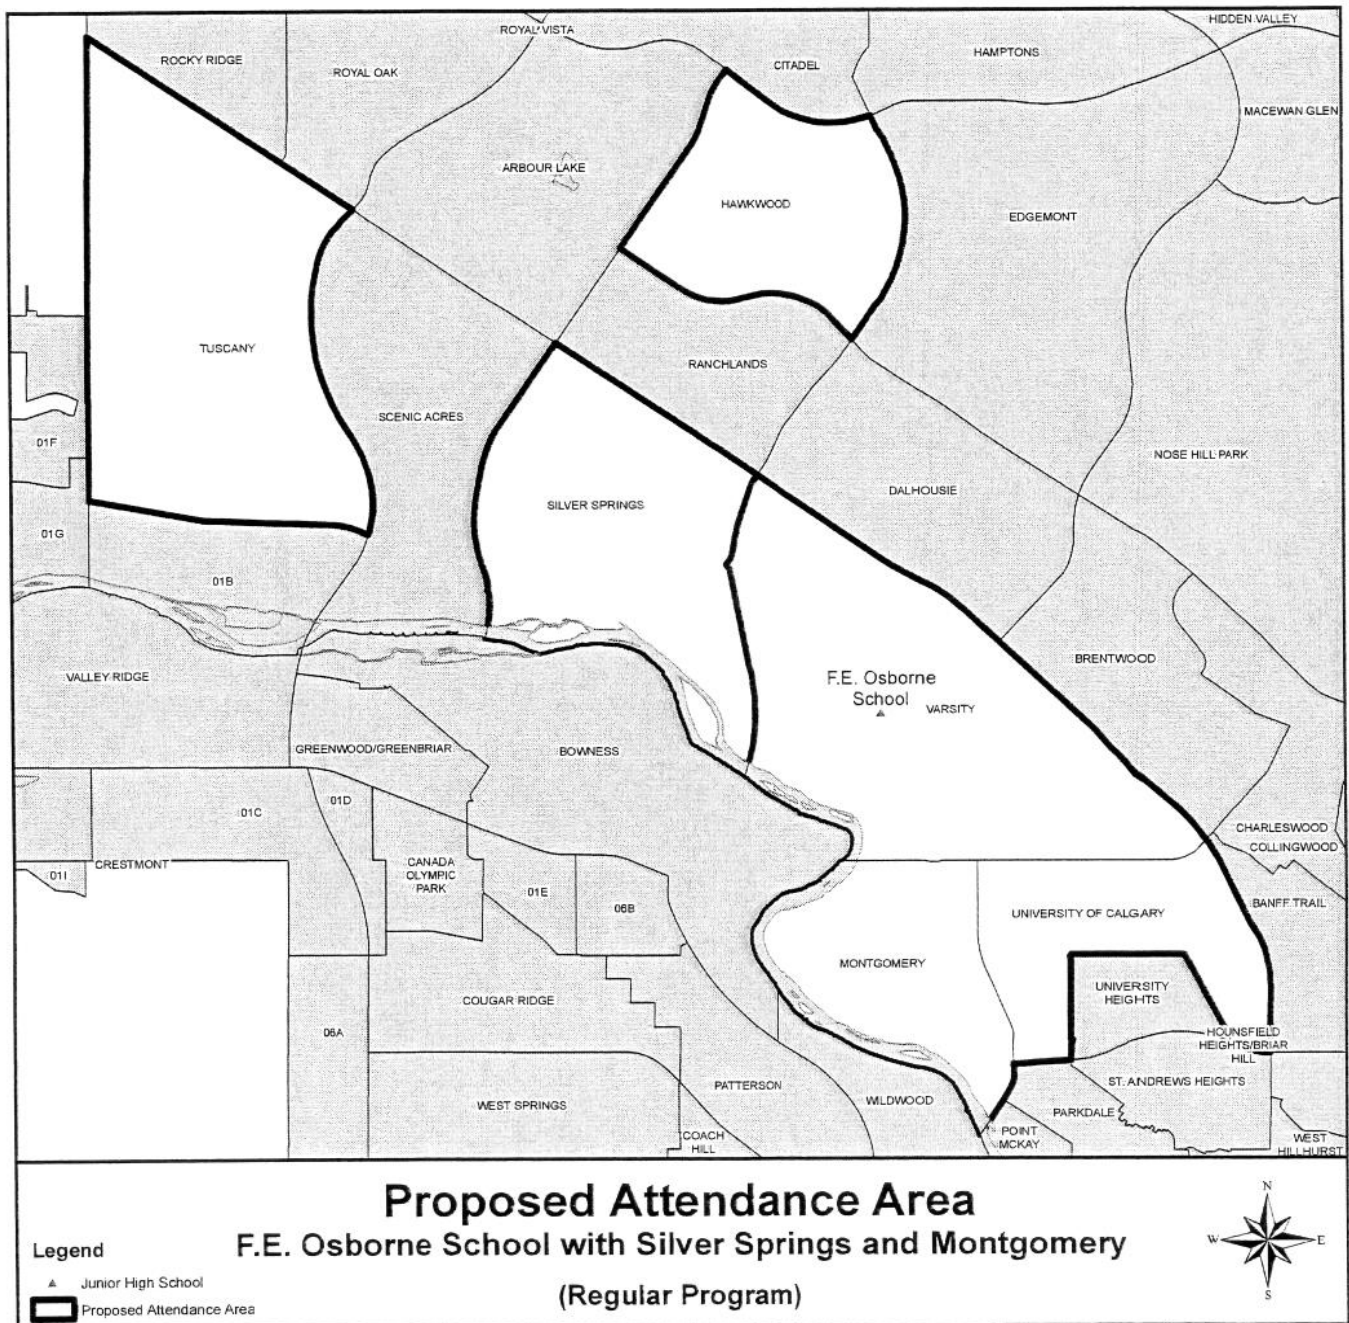 ROYAL VISTA
HIDDEN VALLEY
ROCKY RIDGE
ROYAL OAK
CITADEL
HAMPTONS
MACEWAN GLEN
ARBOUR LAKE
HAWKWOOD
EDGEMONT
TUSCANY
RANCHLANDS
SCENIC ACRES
01F
NOSE HILL PARK
SILVER SPRINGS
DALHOUSIE
01G
01B
BRENTWOOD
VALLEY RIDGE
F.E. Osborne
School
VARSITY
GREENWOOD/GREENBRIAR
BOWNESS
01C
01D
CHARLESWOOD
COLLINGWOOD
CRESTMONT
01I
CANADA
OLYMPIC
PARK
01E
06B
UNIVERSITY OF CALGARY
BANFF TRAIL
MONTGOMERY
UNIVERSITY
HEIGHTS
COUGAR RIDGE
06A
HOUNSFIELD
HEIGHTS/BRIAR
HILL
ST. ANDREWS HEIGHTS
PATTERSON
WEST SPRINGS
WILDWOOD
PARKDALE
COACH
HILL
POINT
MCKAY
WEST
HILLHURST
Proposed Attendance Area
F.E. Osborne School with Silver Springs and Montgomery
(Regular Program)
Legend
Junior High School
Proposed Attendance Area
N
W
E
S